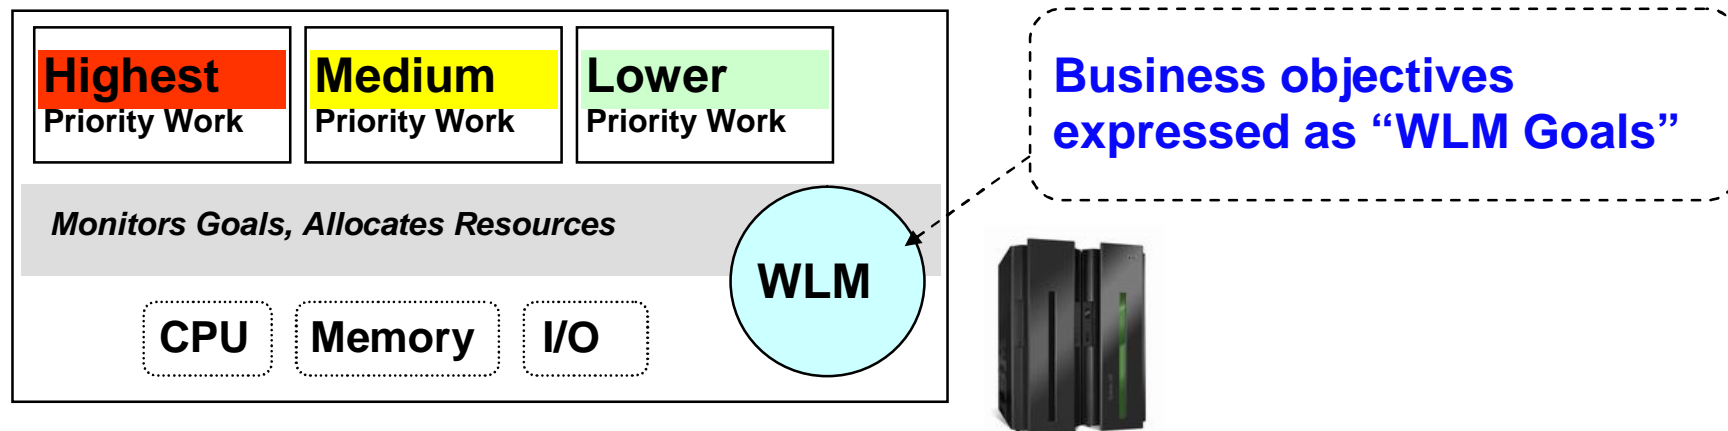 Highest
Priority Work
Medium
Priority Work
Lower
Priority Work
Business objectives
expressed as “WLM Goals”
Monitors Goals, Allocates Resources
WLM
CPU
Memory
I/O